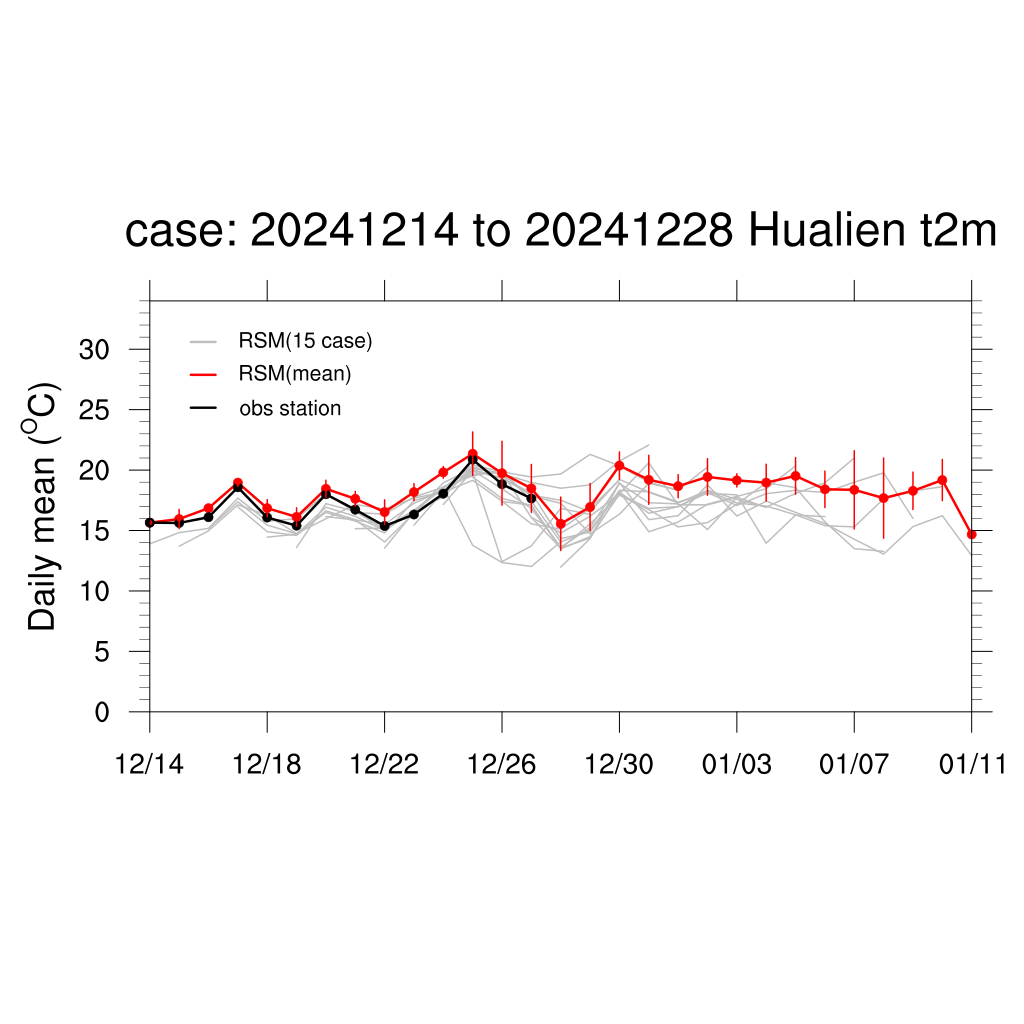 case: 20241214 to 20241228 Hualien t2m
RSM(15 case)
RSM(mean)
obs station
Daily mean (°C)
30
25
20
15
10
5
0
12/14 12/18 12/22 12/26 12/30 01/03 01/07 01/11